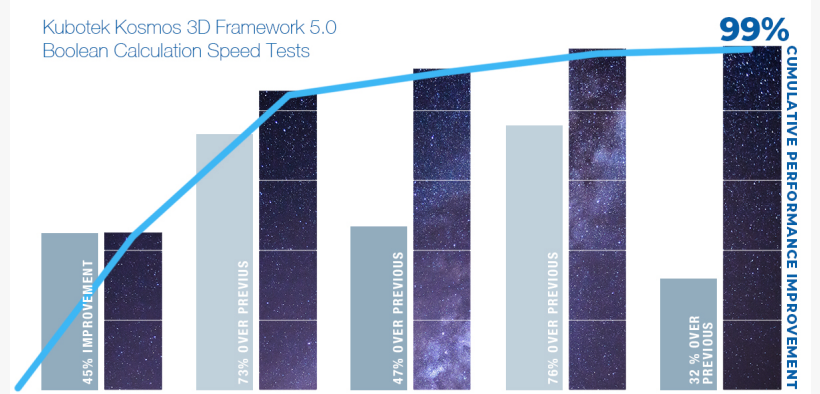 Kubotek Kosmos 3D Framework 5.0
Boolean Calculation Speed Tests
99%
CUMULATIVE PERFORMANCE IMPROVEMENT
45% IMPROVEMENT
73% OVER PREVIUS
47% OVER PREVIOUS
76% OVER PREVIOUS
32 % OVER
PREVIOUS